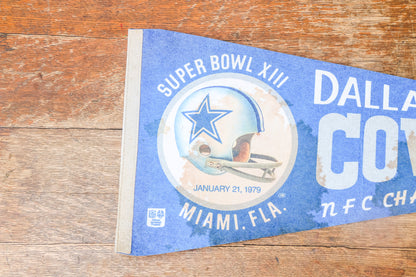 SUPER BOWL XIII
JANUARY 21, 1979
MIAMI, FLA.
DALLA
COW
NFC CHA